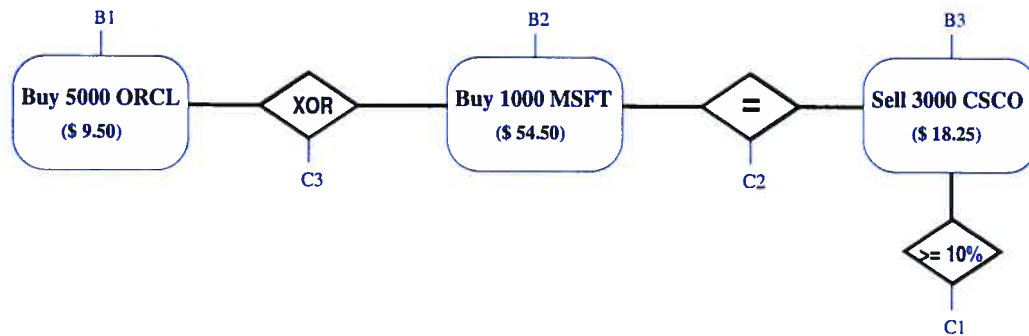 B1
B2
B3
Buy 5000 ORCL
($ 9.50)
XOR
C3
Buy 1000 MSFT
($ 54.50)
=
C2
Sell 3000 CSCO
($ 18.25)
>= 10%
C1